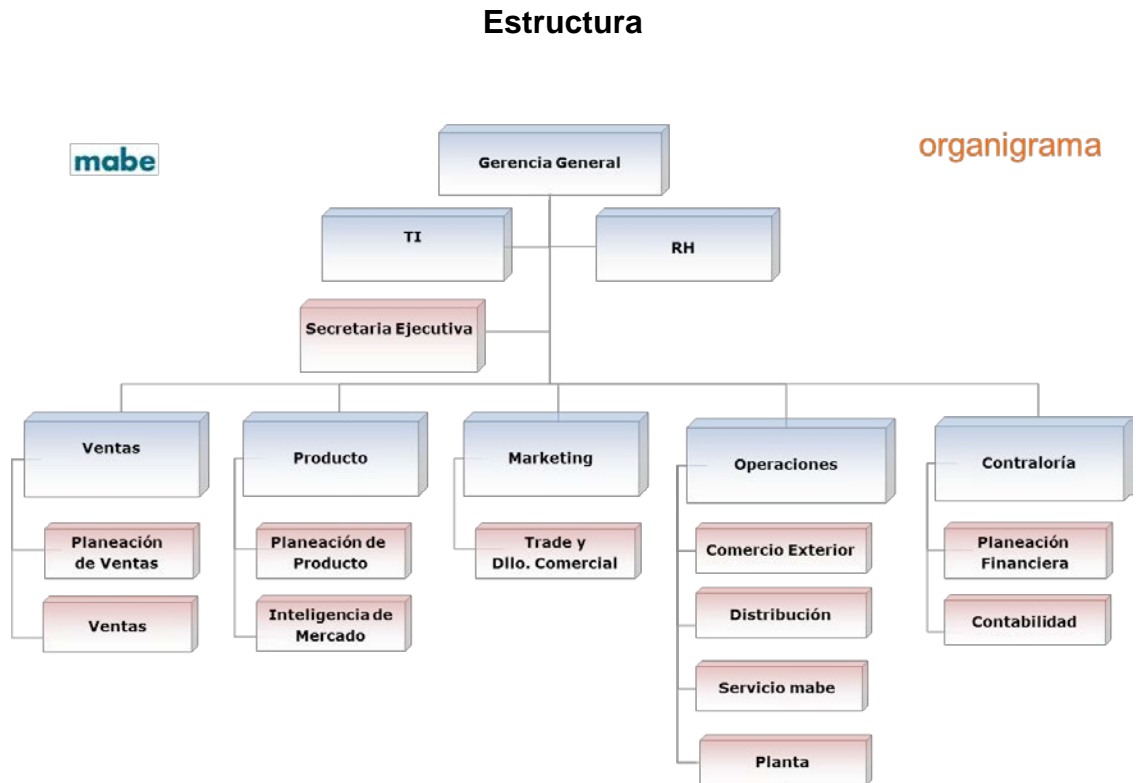 Estructura
mabe
organigrama
Gerencia General
TI
RH
Secretaria Ejecutiva
Ventas
Producto
Marketing
Operaciones
Contraloría
Planeación
de Ventas
Ventas
Planeación de
Producto
Inteligencia de
Mercado
Trade y
Dllo. Comercial
Comercio Exterior
Distribución
Servicio mabe
Planta
Planeación
Financiera
Contabilidad